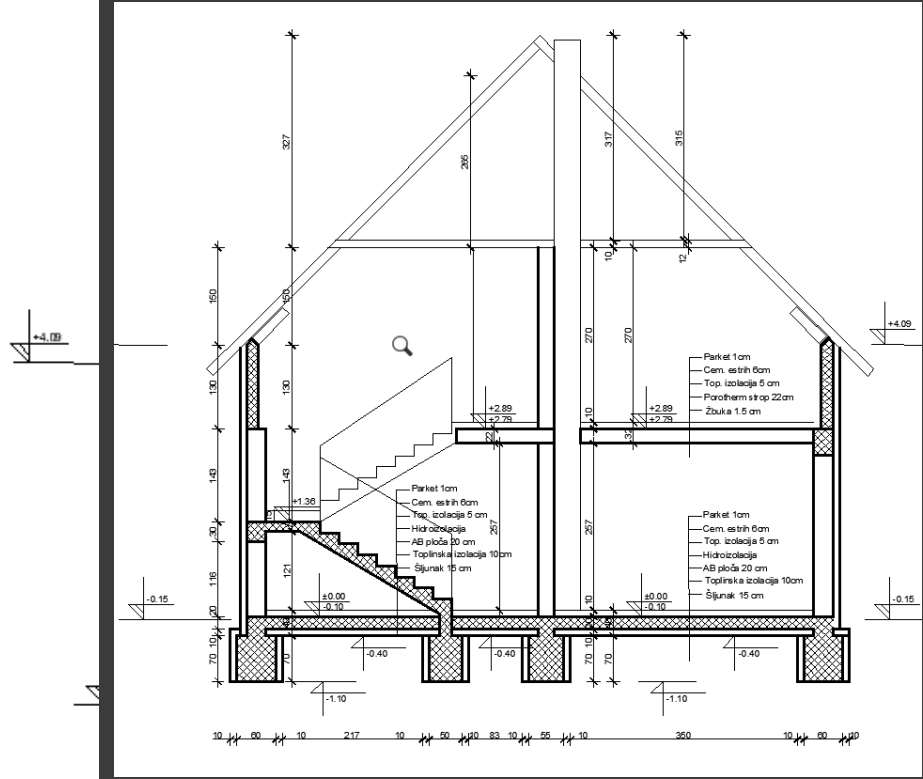 327
265
317
315
10
12
150
150
270
270
+4.09
+4.09
Parket 1cm
Cem. estrih 6cm
Top. izolacija 5 cm
Porotherm strop 22cm
Žbuka 1.5 cm
130
130
+2.89
+2.79
10
+2.89
+2.79
22
32
143
143
+1.36
Parket 1cm
Cem. estrih 6cm
Top. izolacija 5 cm
Hidroizolacija
AB ploča 20 cm
Toplinska izolacija 10cm
Šljunak 15 cm
257
257
Parket 1cm
Cem. estrih 6cm
Top. izolacija 5 cm
Hidroizolacija
AB ploča 20 cm
Toplinska izolacija 10cm
Šljunak 15 cm
30
116
121
-0.15
±0.00
-0.10
10
±0.00
-0.10
-0.15
20
10
70
70
-0.40
-0.40
10
70
70
-0.40
-1.10
-1.10
10 60 10 217 10 50 83 10 55 10 350 10 60